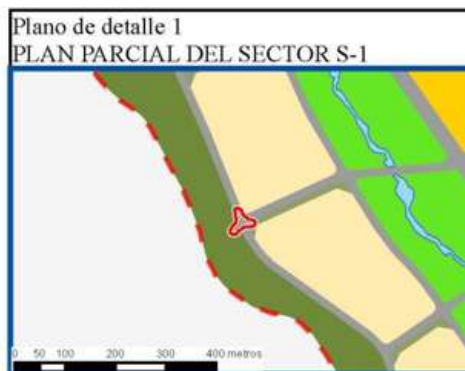 Plano de detalle 1
PLAN PARCIAL DEL SECTOR S-1
0 50 100 200 300 400 metros